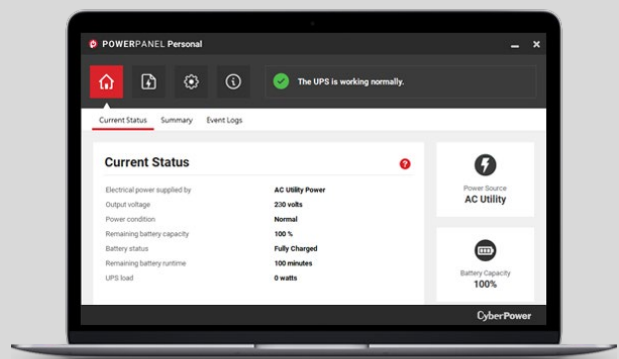 POWERPANEL Personal
The UPS is working normally.
Current Status Summary Event Logs
Current Status
?
Electrical power supplied by AC Utility Power
Output voltage 230 volts
Power condition Normal
Remaining battery capacity 100 %
Battery status Fully Charged
Remaining battery runtime 100 minutes
UPS load 0 watts
Power Source
AC Utility
Battery Capacity
100%
CyberPower